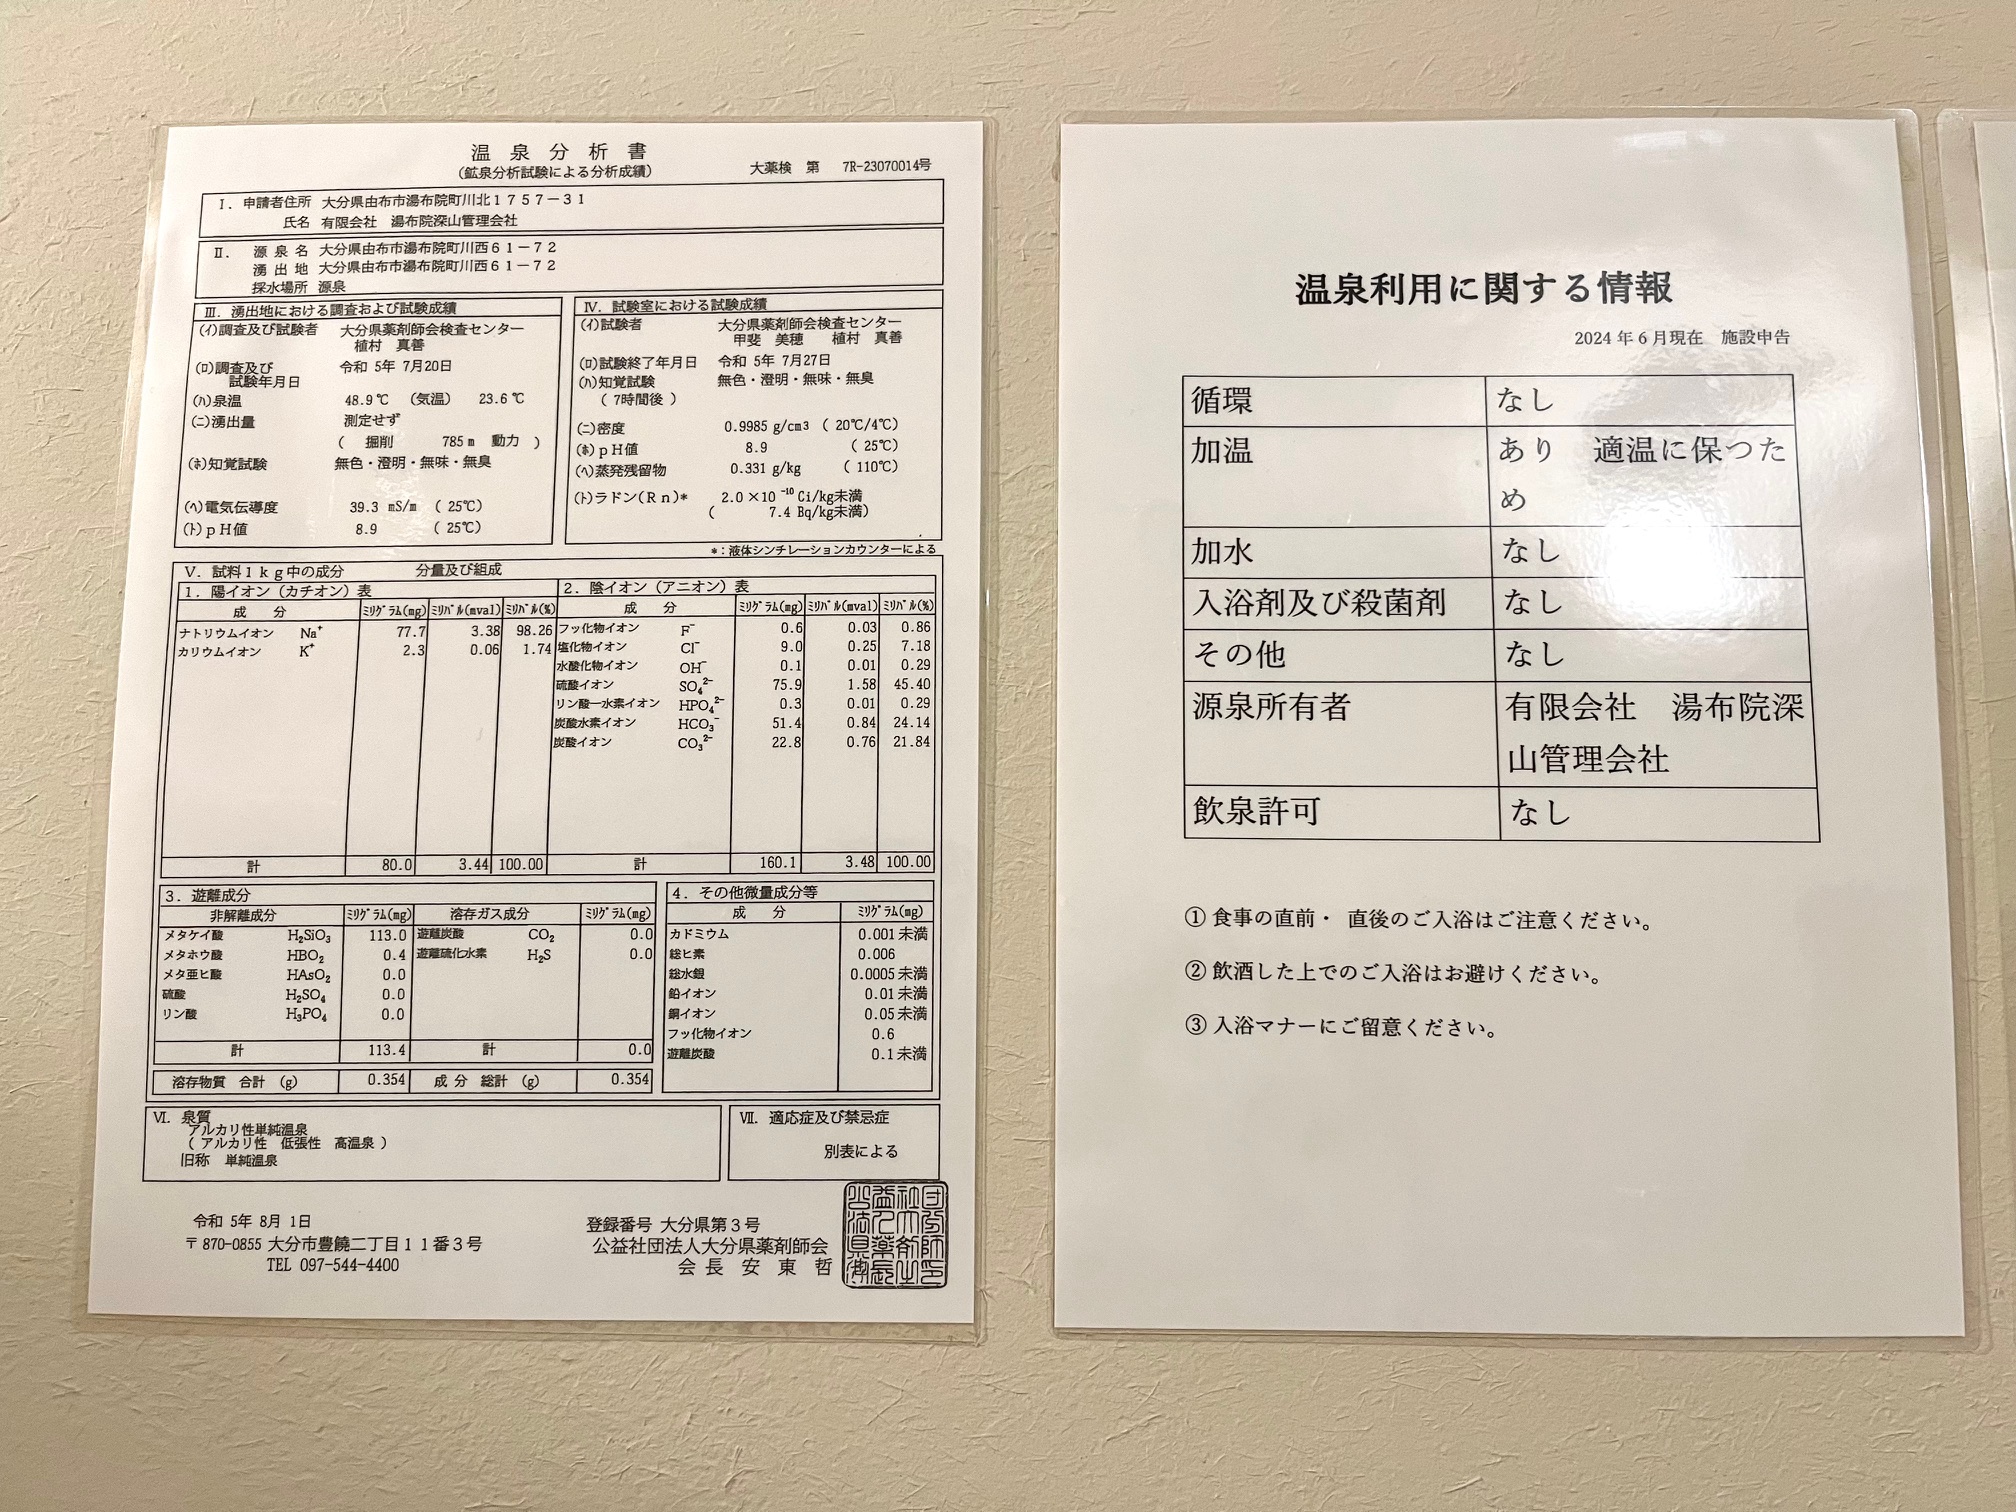 温泉分析書
(鉱泉分析試験による分析成績)
大薬検 第 7R-23070014号
Ⅰ. 申請者住所 大分県由布市湯布院町川北1757-31
氏名 有限会社 湯布院深山管理会社
Ⅱ. 源泉名 大分県由布市湯布院町川西61-72
湧出地 大分県由布市湯布院町川西61-72
採水場所 源泉
Ⅲ. 湧出地における調査および試験成績
(イ)調査及び試験者 大分県薬剤師会検査センター
植村 真善
(ロ)調査及び 令和 5年 7月20日
試験年月日
(ハ)泉温 48.9℃ (気温) 23.6℃
(ニ)湧出量 測定せず
( 掘削 785m 動力 )
(ホ)知覚試験 無色・澄明・無味・無臭
(ヘ)電気伝導度 39.3 mS/m ( 25℃)
(ト)pH値 8.9 ( 25℃)
Ⅳ. 試験室における試験成績
(イ)試験者 大分県薬剤師会検査センター
甲斐 美穂 植村 真善
(ロ)試験終了年月日 令和 5年 7月27日
(ハ)知覚試験 無色・澄明・無味・無臭
( 7時間後 )
(ニ)密度 0.9985 g/cm3 ( 20℃/4℃)
(ホ)pH値 8.9 ( 25℃)
(ヘ)蒸発残留物 0.331 g/kg ( 110℃)
(ト)ラドン(Rn)* 2.0×10⁻¹⁰ Ci/kg未満
( 7.4 Bq/kg未満)
*:液体シンチレーションカウンターによる
Ⅴ. 試料1kg中の成分 分量及び組成
1. 陽イオン(カチオン)表
成 分 ミリグラム(mg) ミリバル(mval) ミリバル(%)
ナトリウムイオン Na⁺ 77.7 3.38 98.26
カリウムイオン K⁺ 2.3 0.06 1.74
計 80.0 3.44 100.00
2. 陰イオン(アニオン)表
成 分 ミリグラム(mg) ミリバル(mval) ミリバル(%)
フッ化物イオン F⁻ 0.6 0.03 0.86
塩化物イオン Cl⁻ 9.0 0.25 7.18
水酸化物イオン OH⁻ 0.1 0.01 0.29
硫酸イオン SO₄²⁻ 75.9 1.58 45.40
リン酸一水素イオン HPO₄²⁻ 0.3 0.01 0.29
炭酸水素イオン HCO₃⁻ 51.4 0.84 24.14
炭酸イオン CO₃²⁻ 22.8 0.76 21.84
計 160.1 3.48 100.00
3. 遊離成分
非解離成分 ミリグラム(mg) 溶存ガス成分 ミリグラム(mg)
メタケイ酸 H₂SiO₃ 113.0 遊離炭酸 CO₂ 0.0
メタホウ酸 HBO₂ 0.4 遊離硫化水素 H₂S 0.0
メタ亜ヒ酸 HAsO₂ 0.0
硫酸 H₂SO₄ 0.0
リン酸 H₃PO₄ 0.0
計 113.4 計 0.0
溶存物質 合計 (g) 0.354 成分 総計 (g) 0.354
4. その他微量成分等
成 分 ミリグラム(mg)
カドミウム 0.001 未満
総ヒ素 0.006
総水銀 0.0005 未満
鉛イオン 0.01 未満
銅イオン 0.05 未満
フッ化物イオン 0.6
遊離炭酸 0.1 未満
Ⅵ. 泉質
アルカリ性単純温泉
( アルカリ性 低張性 高温泉 )
旧称 単純温泉
Ⅶ. 適応症及び禁忌症
別表による
令和 5年 8月 1日
〒870-0855 大分市豊饒二丁目11番3号
TEL 097-544-4400
登録番号 大分県第3号
公益社団法人大分県薬剤師会
会長 安東 哲
温泉利用に関する情報
2024年6月現在 施設申告
循環 なし
加温 あり 適温に保つた
め
加水 なし
入浴剤及び殺菌剤 なし
その他 なし
源泉所有者 有限会社 湯布院深
山管理会社
飲泉許可 なし
① 食事の直前・ 直後のご入浴はご注意ください。
② 飲酒した上でのご入浴はお避けください。
③ 入浴マナーにご留意ください。